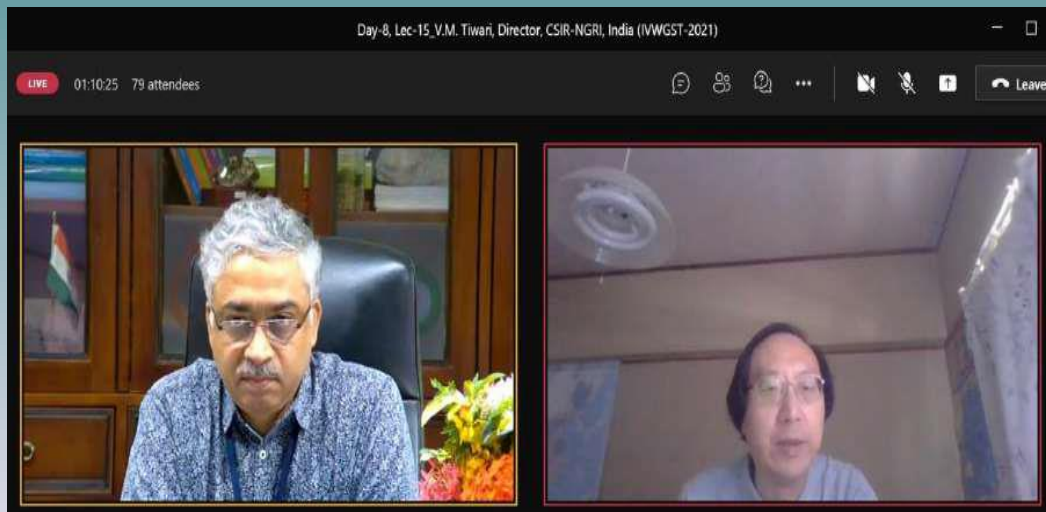 Day-8, Lec-15_V.M. Tiwari, Director, CSIR-NGRI, India (IVWGST-2021)
LIVE 01:10:25 79 attendees Leave